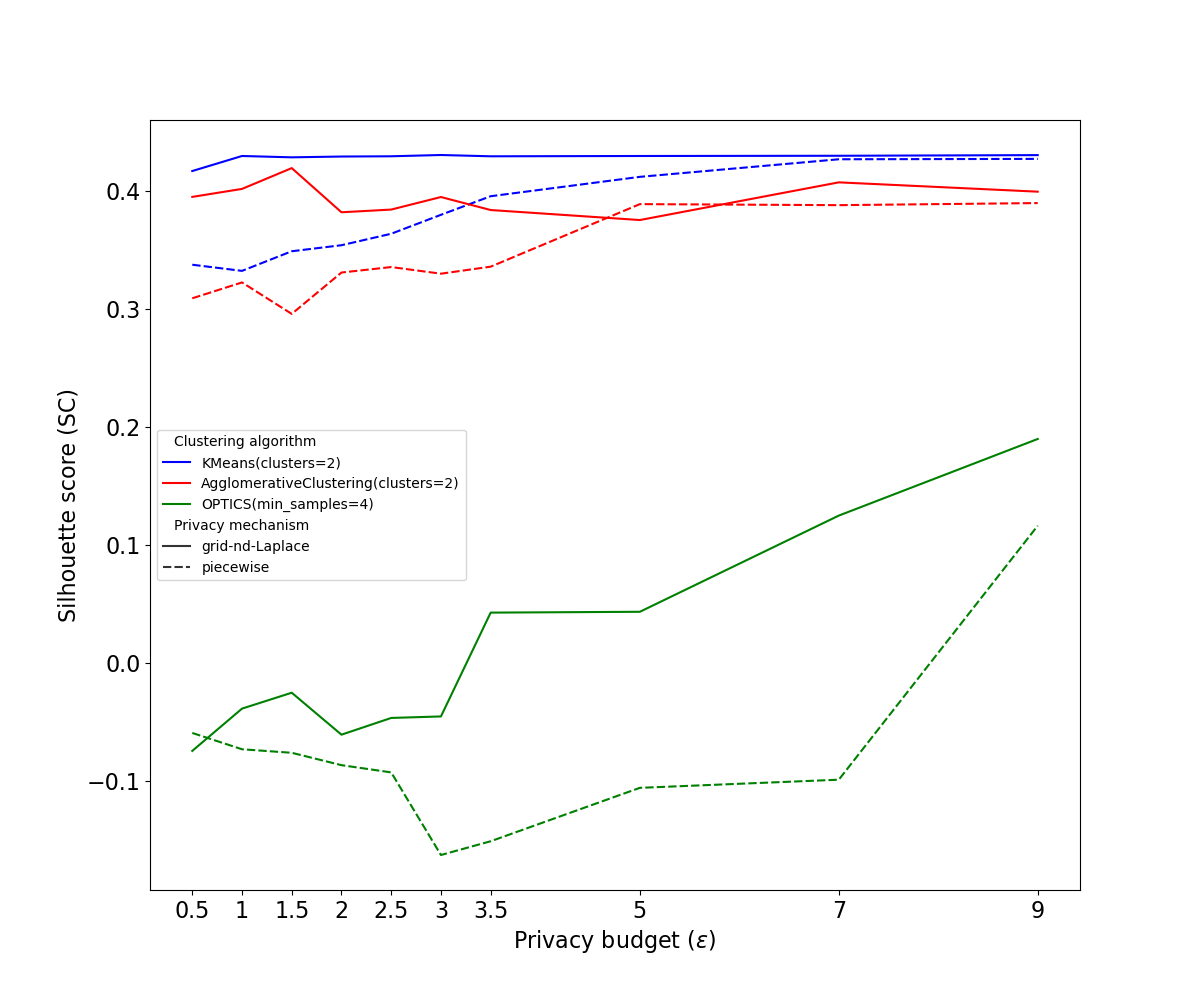 0.4
0.3
0.2
0.1
0.0
−0.1
Silhouette score (SC)
Clustering algorithm
KMeans(clusters=2)
AgglomerativeClustering(clusters=2)
OPTICS(min_samples=4)
Privacy mechanism
grid-nd-Laplace
piecewise
0.5 1 1.5 2 2.5 3 3.5 5 7 9
Privacy budget (ε)